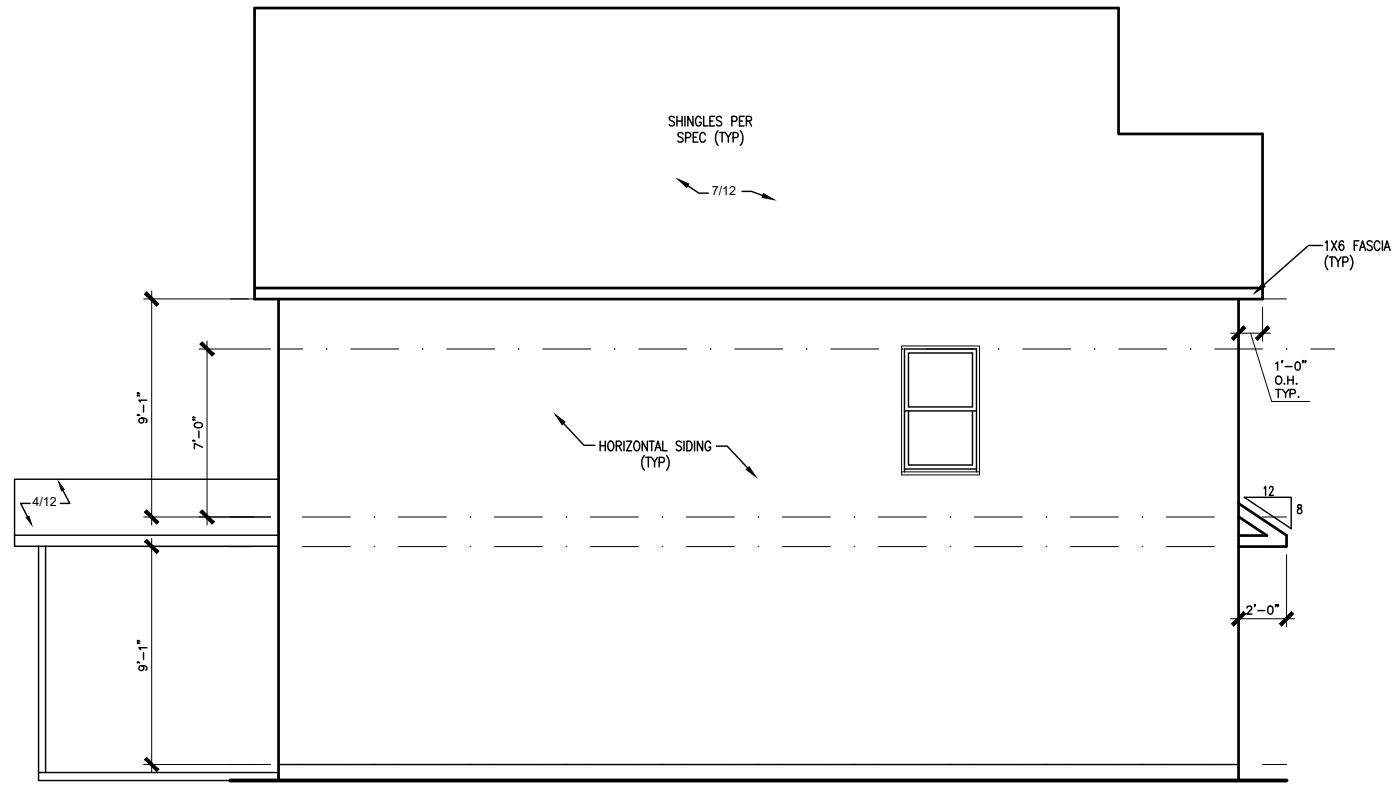 SHINGLES PER
SPEC (TYP)
7/12
1X6 FASCIA
(TYP)
1'-0"
O.H.
TYP.
9'-1"
7'-0"
HORIZONTAL SIDING
(TYP)
4/12
12
8
2'-0"
9'-1"